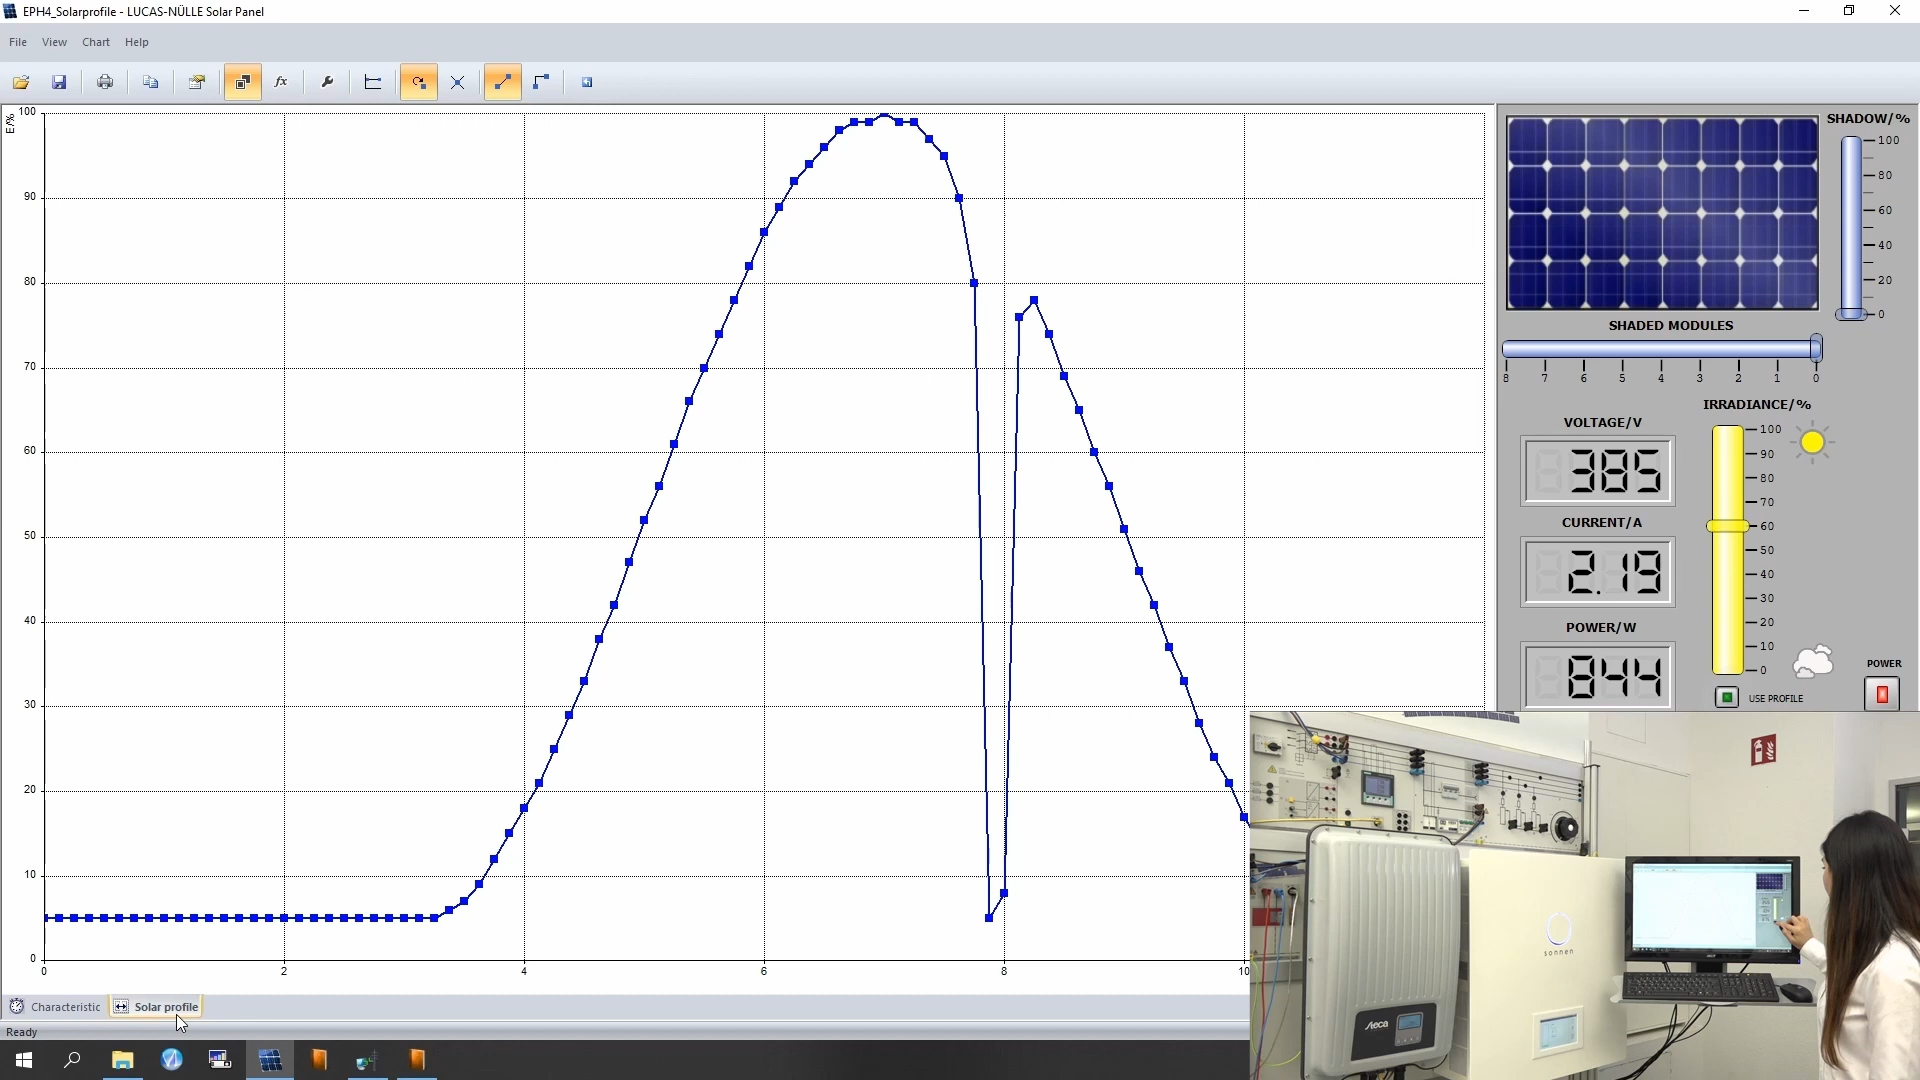 EPH4_Solarprofile - LUCAS-NÜLLE Solar Panel
File View Chart Help
fx
E/%
100
90
80
70
60
50
40
30
20
10
0
0 2 4 6 8 10
Characteristic
Solar profile
Ready
SHADOW/%
100
80
60
40
20
0
SHADED MODULES
8 7 6 5 4 3 2 1 0
IRRADIANCE/%
100
90
80
70
60
50
40
30
20
10
0
VOLTAGE/V
385
CURRENT/A
2.19
POWER/W
844
USE PROFILE
POWER
Steca
sonnen